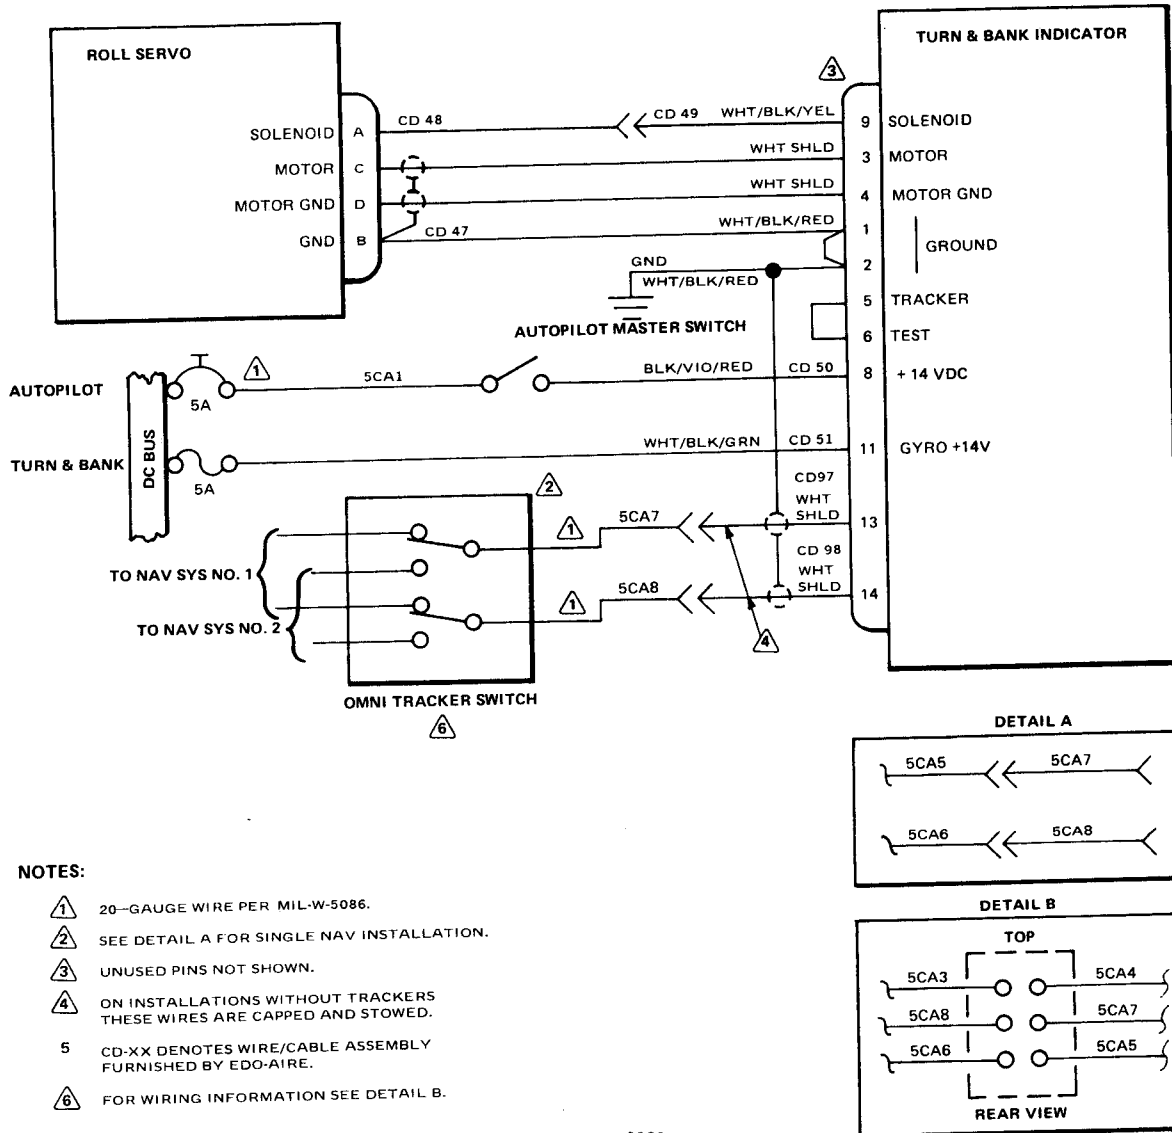 ROLL SERVO
TURN & BANK INDICATOR
3
SOLENOID A CD 48 CD 49 WHT/BLK/YEL 9 SOLENOID
MOTOR C WHT SHLD 3 MOTOR
MOTOR GND D WHT SHLD 4 MOTOR GND
GND B CD 47 WHT/BLK/RED 1
GROUND
GND 2
WHT/BLK/RED
5 TRACKER
AUTOPILOT MASTER SWITCH
6 TEST
AUTOPILOT 1 5CA1 BLK/VIO/RED CD 50 8 + 14 VDC
5A
DC BUS
TURN & BANK WHT/BLK/GRN CD 51 11 GYRO +14V
5A
2
CD97
WHT
SHLD
1 5CA7 13
TO NAV SYS NO. 1
CD 98
WHT
SHLD
1 5CA8 14
TO NAV SYS NO. 2
4
OMNI TRACKER SWITCH
6
DETAIL A
5CA5 5CA7
5CA6 5CA8
DETAIL B
TOP
5CA3 5CA4
5CA8 5CA7
5CA6 5CA5
REAR VIEW
NOTES:
1 20-GAUGE WIRE PER MIL-W-5086.
2 SEE DETAIL A FOR SINGLE NAV INSTALLATION.
3 UNUSED PINS NOT SHOWN.
4 ON INSTALLATIONS WITHOUT TRACKERS
THESE WIRES ARE CAPPED AND STOWED.
5 CD-XX DENOTES WIRE/CABLE ASSEMBLY
FURNISHED BY EDO-AIRE.
6 FOR WIRING INFORMATION SEE DETAIL B.